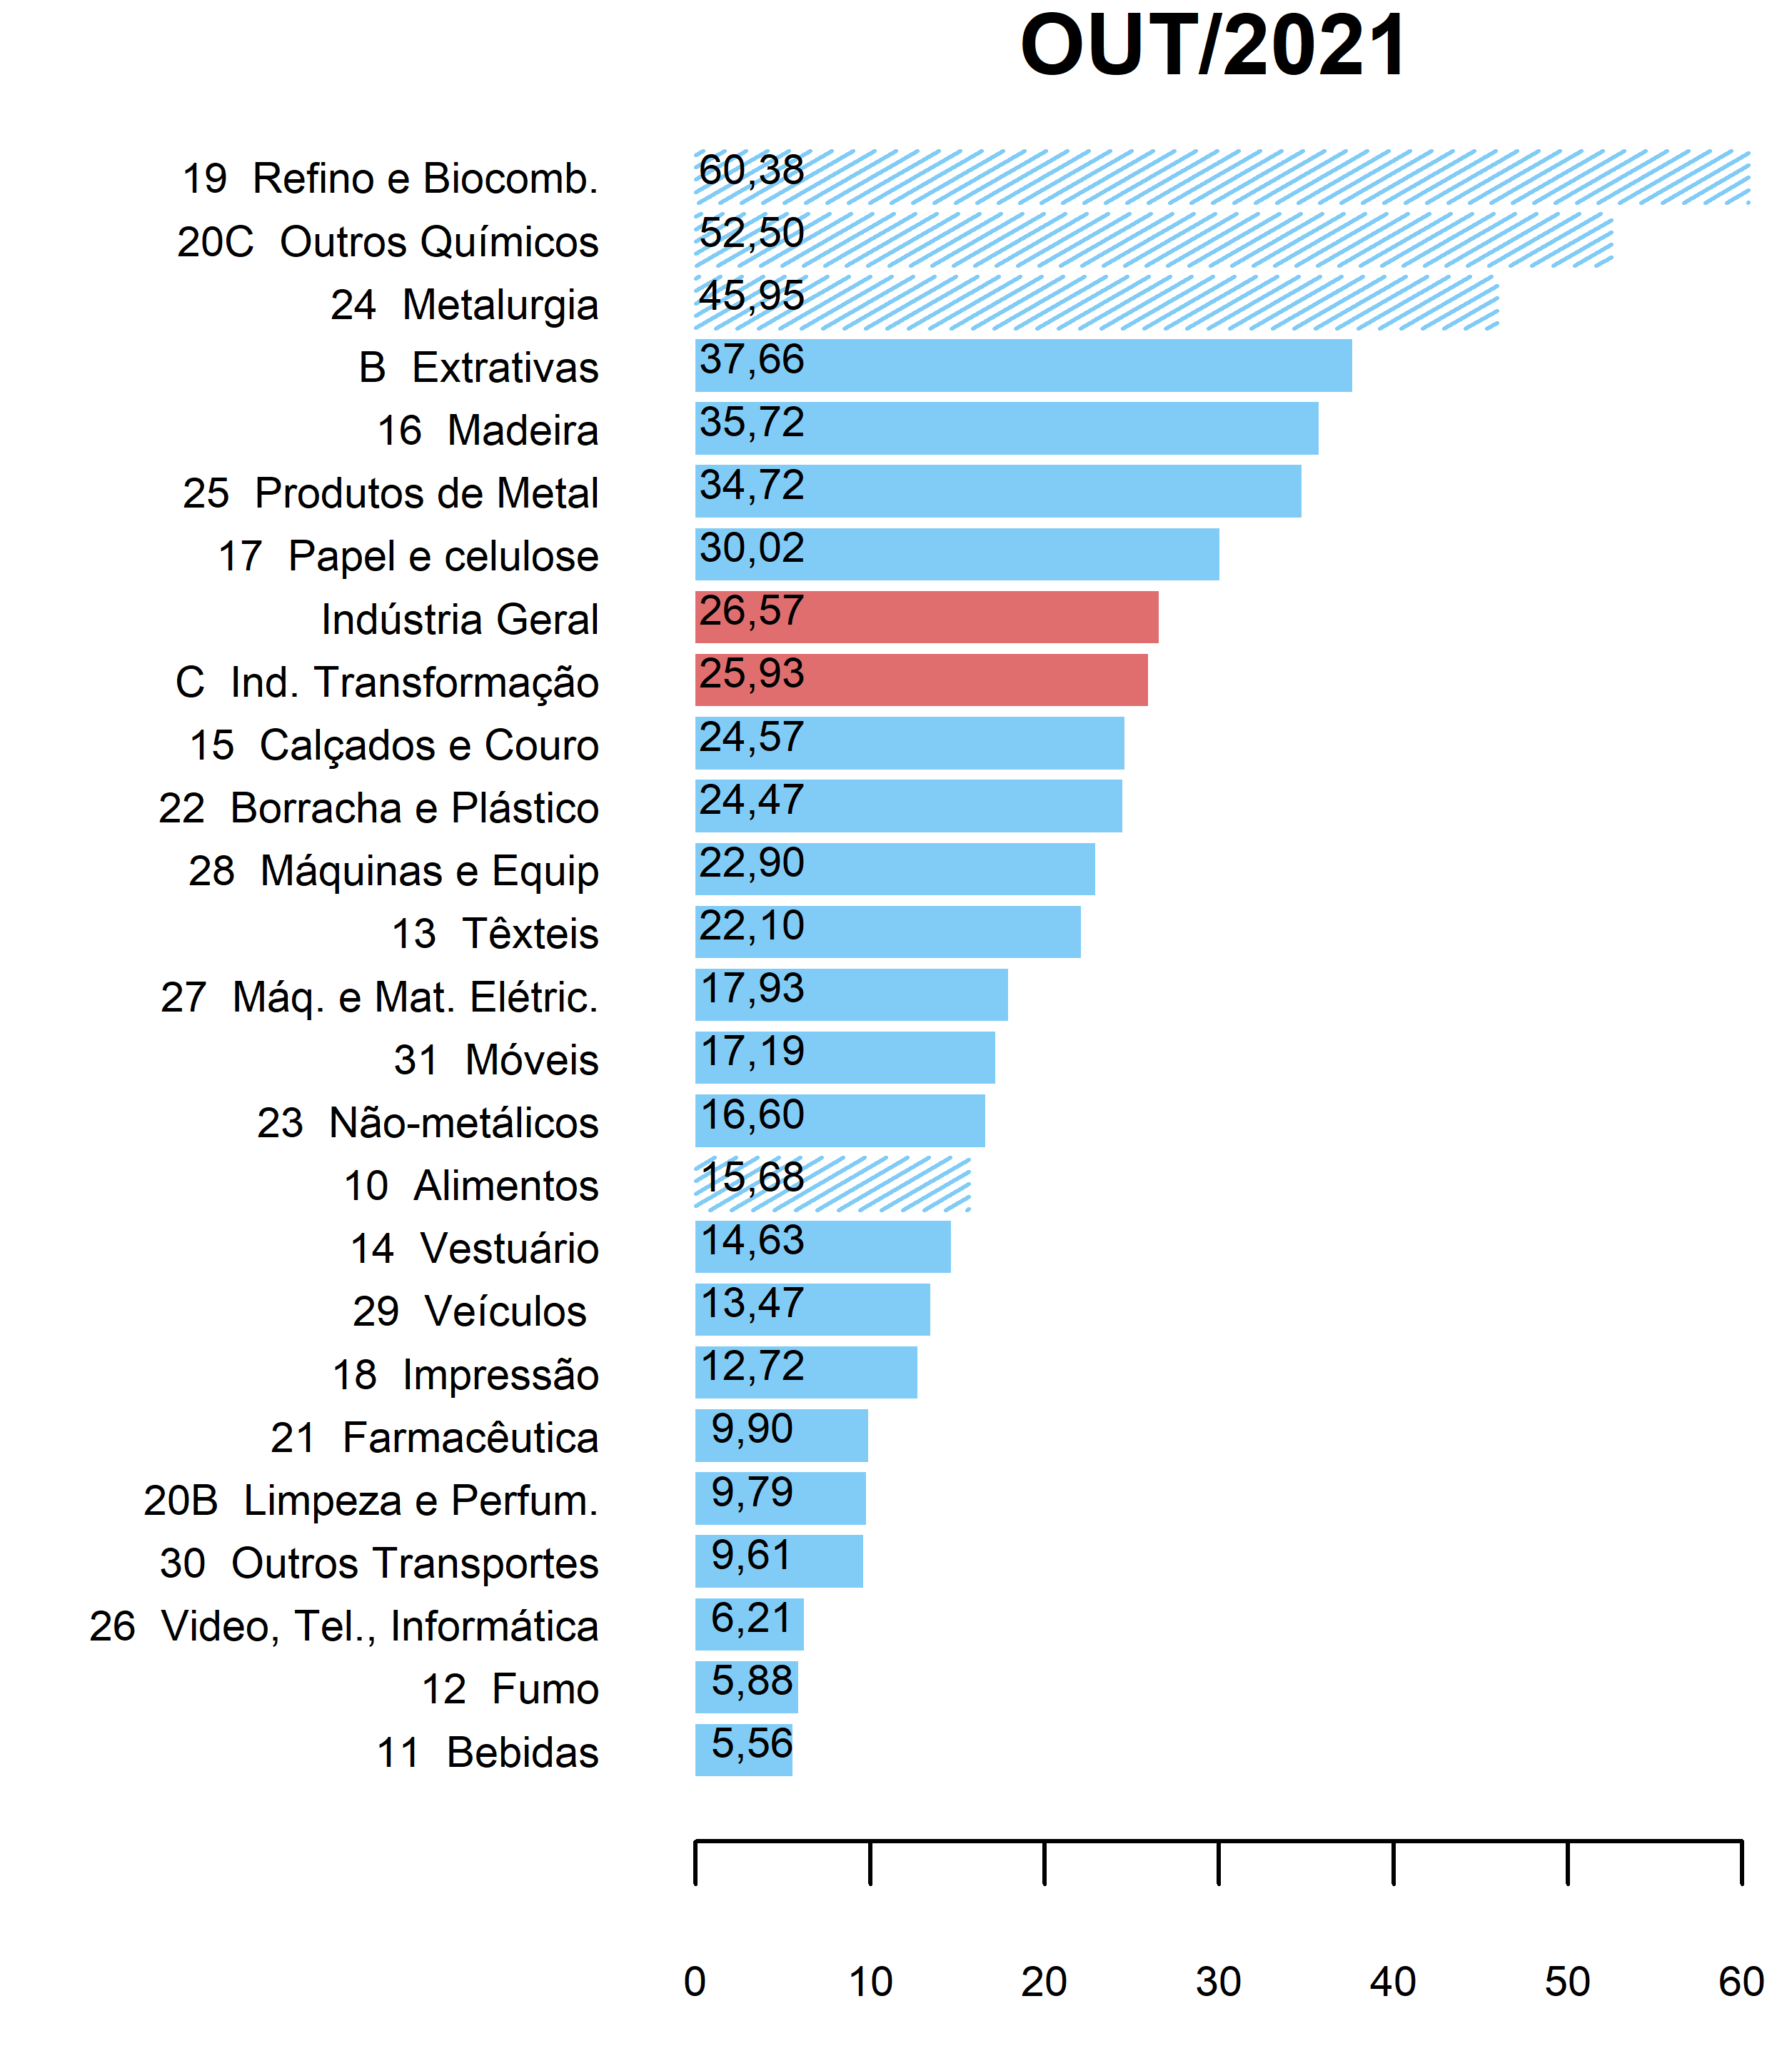 OUT/2021
19 Refino e Biocomb. 60,38
20C Outros Químicos 52,50
24 Metalurgia 45,95
B Extrativas 37,66
16 Madeira 35,72
25 Produtos de Metal 34,72
17 Papel e celulose 30,02
Indústria Geral 26,57
C Ind. Transformação 25,93
15 Calçados e Couro 24,57
22 Borracha e Plástico 24,47
28 Máquinas e Equip 22,90
13 Têxteis 22,10
27 Máq. e Mat. Elétric. 17,93
31 Móveis 17,19
23 Não-metálicos 16,60
10 Alimentos 15,68
14 Vestuário 14,63
29 Veículos 13,47
18 Impressão 12,72
21 Farmacêutica 9,90
20B Limpeza e Perfum. 9,79
30 Outros Transportes 9,61
26 Video, Tel., Informática 6,21
12 Fumo 5,88
11 Bebidas 5,56
0 10 20 30 40 50 60